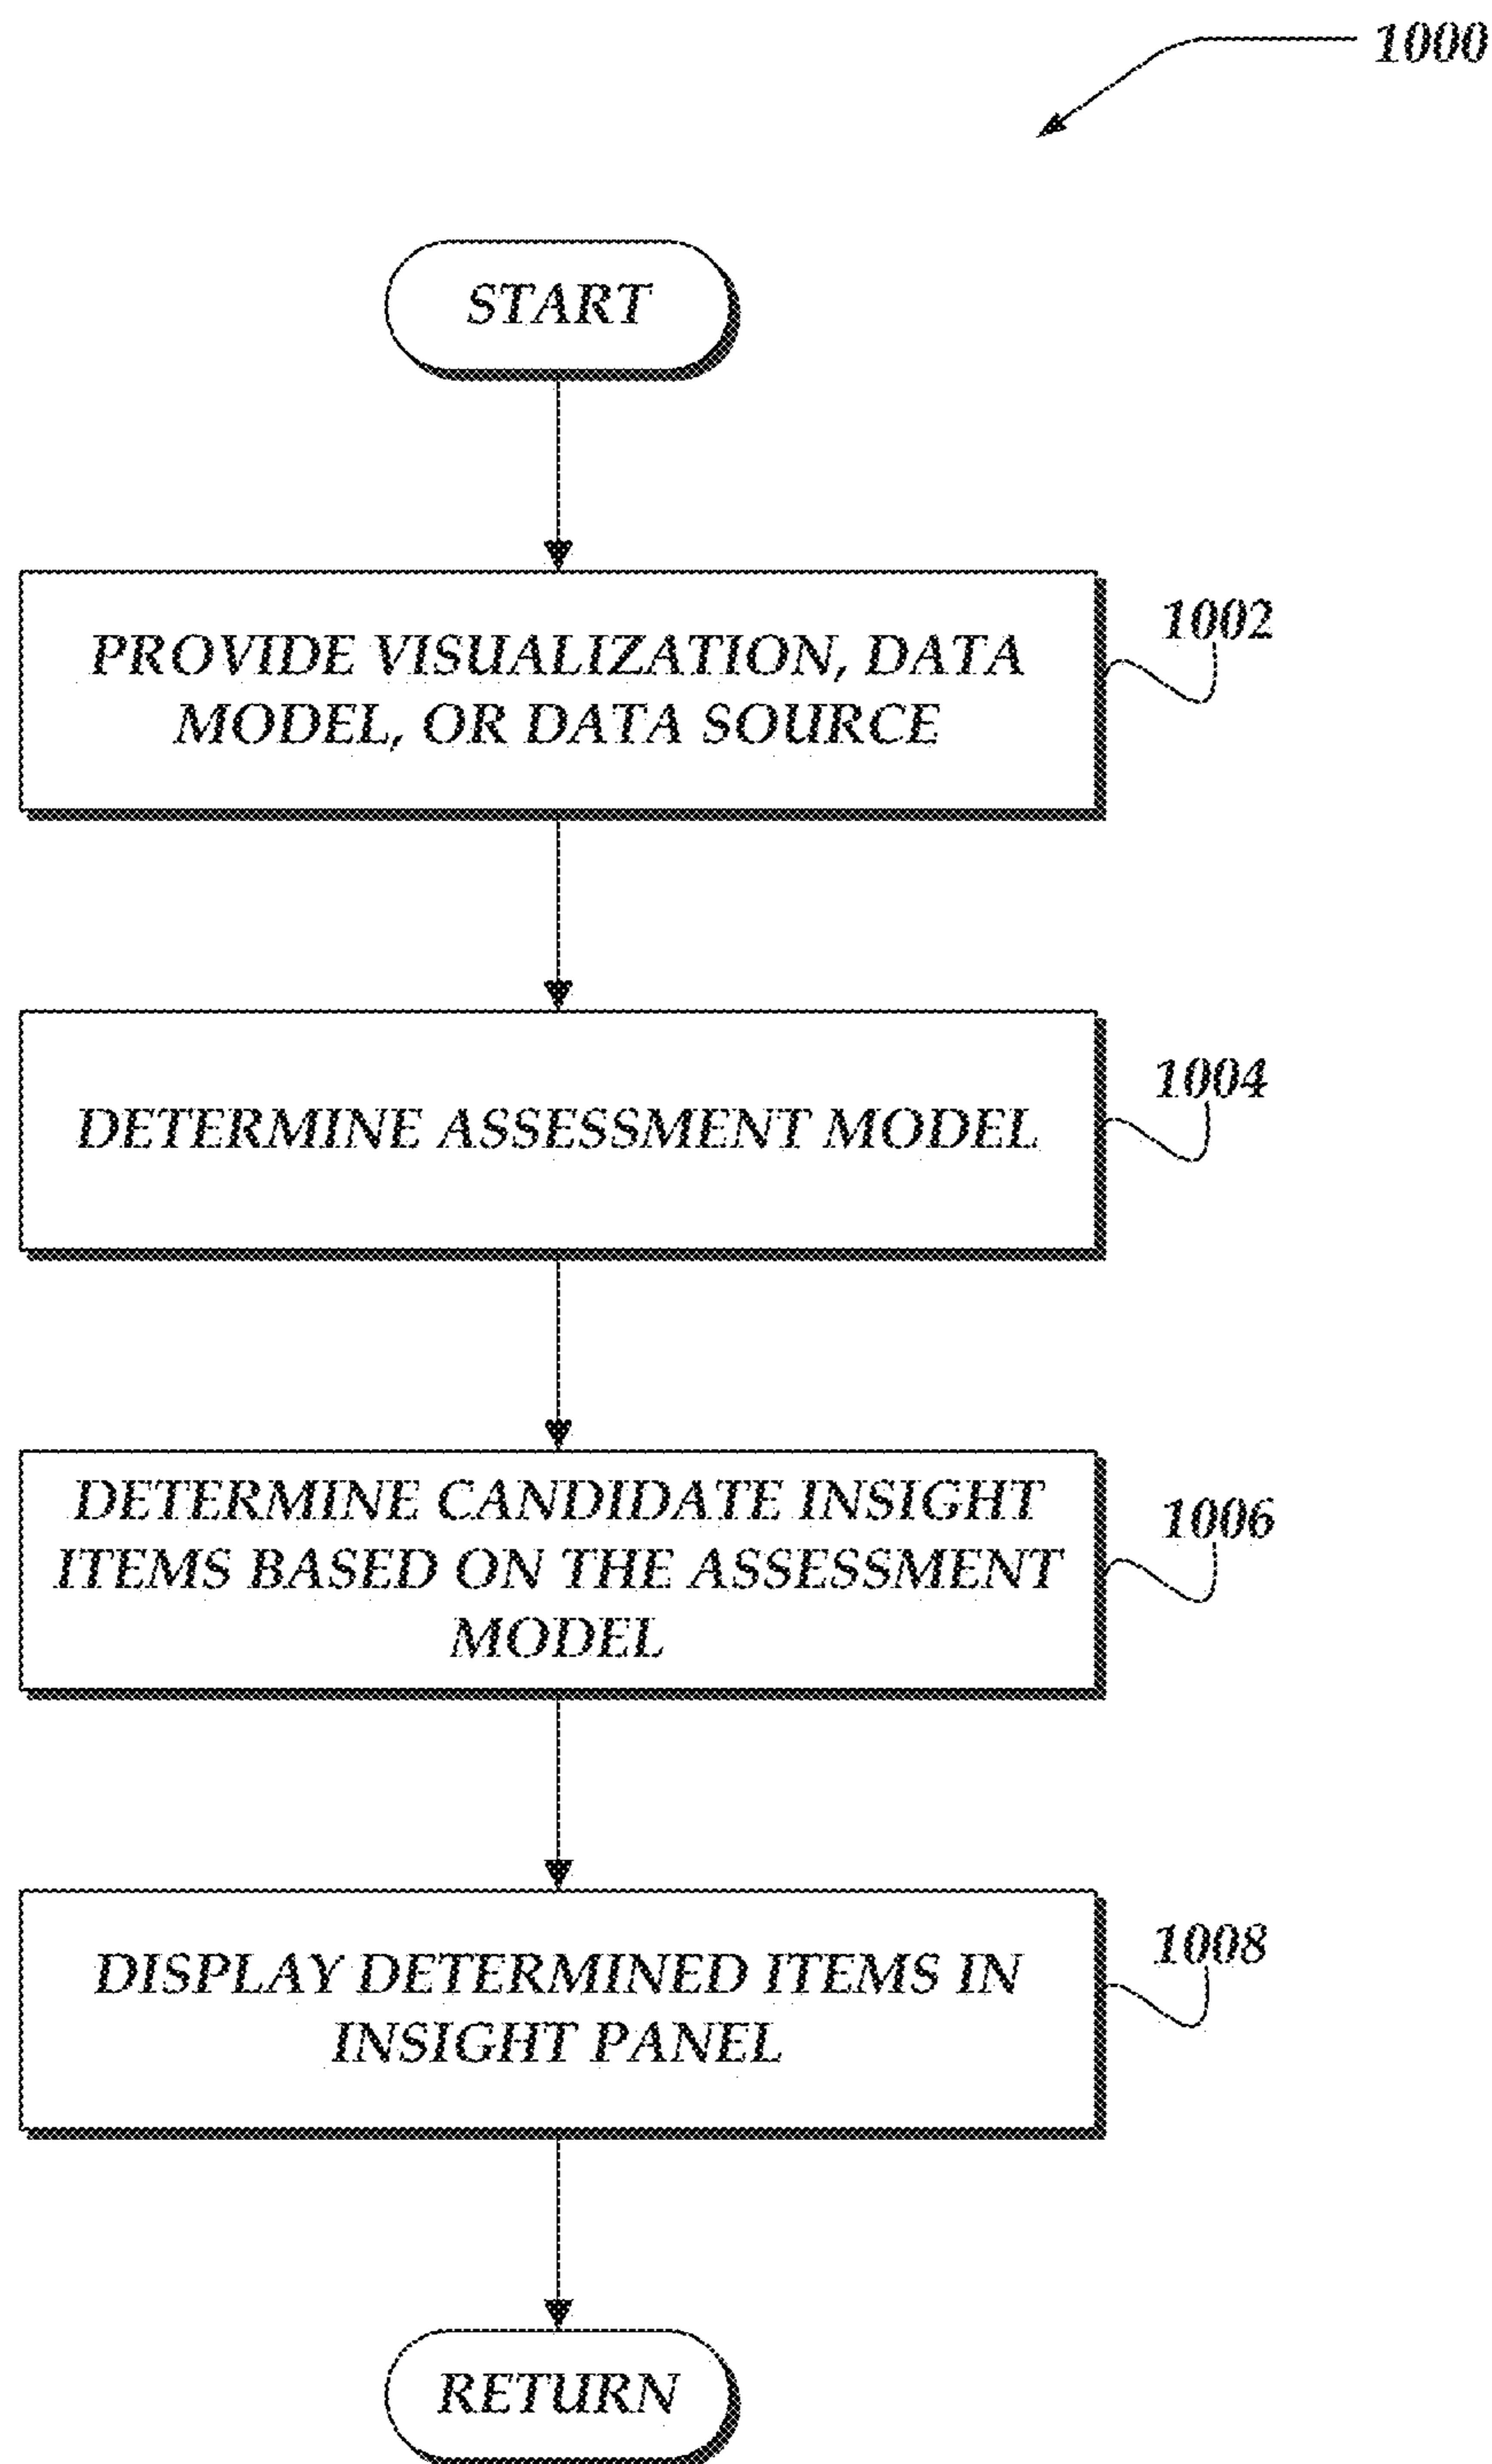 1000
START
PROVIDE VISUALIZATION, DATA
MODEL, OR DATA SOURCE
1002
DETERMINE ASSESSMENT MODEL
1004
DETERMINE CANDIDATE INSIGHT
ITEMS BASED ON THE ASSESSMENT
MODEL
1006
DISPLAY DETERMINED ITEMS IN
INSIGHT PANEL
1008
RETURN